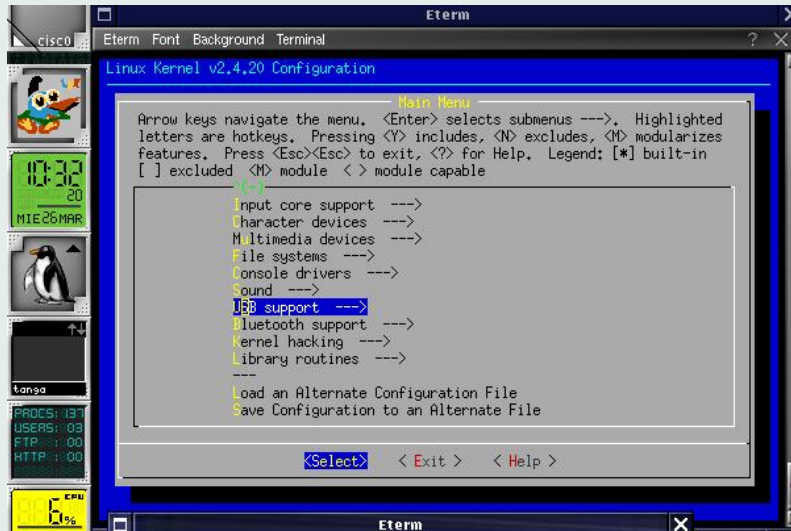 Eterm
cisco
Eterm Font Background Terminal ?
Linux Kernel v2.4.20 Configuration
Main Menu
Arrow keys navigate the menu. <Enter> selects submenus --->. Highlighted
letters are hotkeys. Pressing <Y> includes, <N> excludes, <M> modularizes
features. Press <Esc><Esc> to exit, <?> for Help. Legend: [*] built-in
[ ] excluded <M> module < > module capable
^(-)
Input core support --->
Character devices --->
Multimedia devices --->
File systems --->
Console drivers --->
Sound --->
USB support --->
Bluetooth support --->
Kernel hacking --->
Library routines --->
---
Load an Alternate Configuration File
Save Configuration to an Alternate File
<Select> < Exit > < Help >
10:32
20
MIE26MAR
tanga
PROCS: 137
USERS: 03
FTP : 00
HTTP : 00
CPU
6%
Eterm